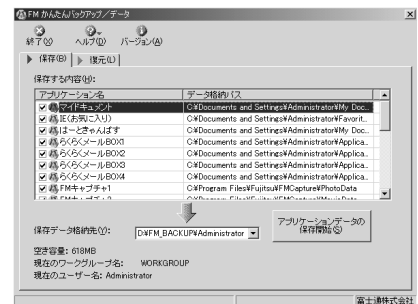 FM かんたんバックアップ／データ
終了(X) ヘルプ(D) バージョン(A)
保存(B) 復元(L)
保存する内容(H):
アプリケーション名 データ格納パス
マイドキュメント C:¥Documents and Settings¥Administrator¥My Doc...
IE(お気に入り) C:¥Documents and Settings¥Administrator¥Favorit...
はーときゃんばす C:¥Documents and Settings¥Administrator¥My Doc...
らくらくメールBOX1 C:¥Documents and Settings¥Administrator¥Applica...
らくらくメールBOX2 C:¥Documents and Settings¥Administrator¥Applica...
らくらくメールBOX3 C:¥Documents and Settings¥Administrator¥Applica...
らくらくメールBOX4 C:¥Documents and Settings¥Administrator¥Applica...
FMキャプチャ1 C:¥Program Files¥Fujitsu¥FMCapture¥PhotoData
保存データ格納先(Y): D:¥FM_BACKUP¥Administrator
アプリケーションデータの
保存開始(S)
空き容量: 618MB
現在のワークグループ名: WORKGROUP
現在のユーザー名: Administrator
富士通株式会社